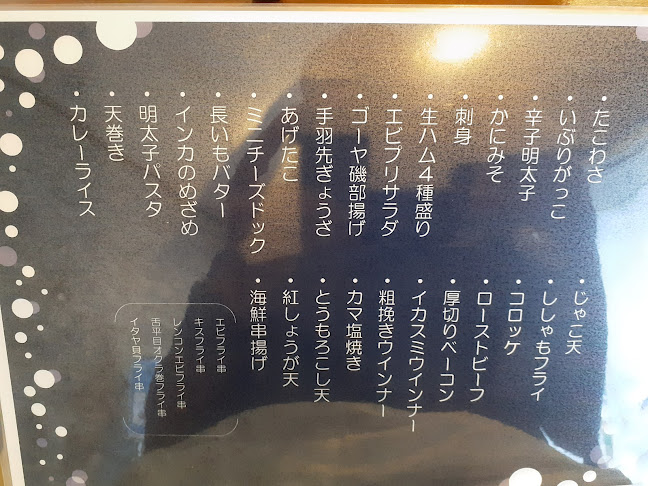 ・たこわさ
・いぶりがっこ
・辛子明太子
・かにみそ
・刺身
・生ハム４種盛り
・エビプリサラダ
・ゴーヤ磯部揚げ
・手羽先ぎょうざ
・あげたこ
・ミニチーズドック
・長いもバター
・インカのめざめ
・明太子パスタ
・天巻き
・カレーライス
・じゃこ天
・ししゃもフライ
・コロッケ
・ローストビーフ
・厚切りベーコン
・イカスミウインナー
・粗挽きウインナー
・カマ塩焼き
・とうもろこし天
・紅しょうが天
・海鮮串揚げ
エビフライ串
キスフライ串
レンコンエビフライ串
舌平目オクラ巻フライ串
イタヤ貝フライ串